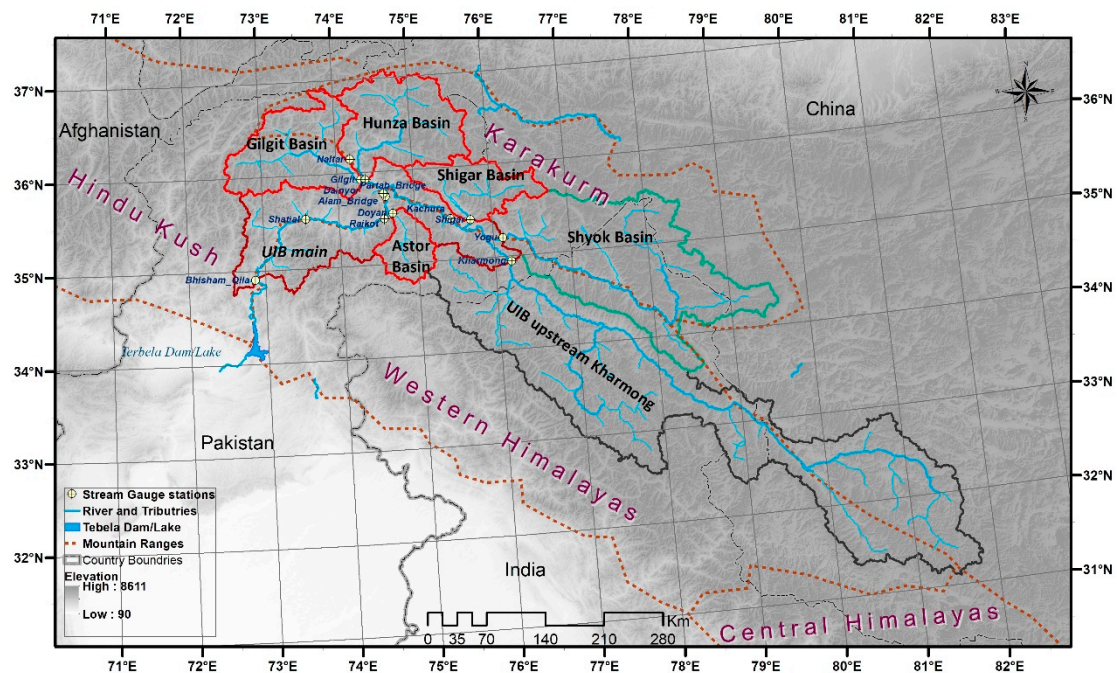 72°E 73°E 74°E 75°E 76°E 77°E 78°E 79°E 80°E 81°E 82°E 83°E
37°N
36°N
35°N
34°N
33°N
32°N
36°N
35°N
34°N
33°N
32°N
31°N
Afghanistan
China
Pakistan
India
Hindu Kush
Karakurm
Western Himalayas
Central Himalayas
Hunza Basin
Gilgit Basin
Shigar Basin
Shyok Basin
Astor
Basin
UIB main
UIB upstream Kharmong
Naltar
Gilgit
Dainyor
Partab_Bridge
Alam_Bridge
Kachura
Doyan
Raikot
Shatial
Shigar
Yogu
Kharmong
Bhisham_Qila
Terbela Dam/Lake
Stream Gauge stations
River and Tributries
Tebela Dam/Lake
Mountain Ranges
Country Boundries
Elevation
High : 8611
Low : 90
Km
0 35 70 140 210 280
71°E 72°E 73°E 74°E 75°E 76°E 77°E 78°E 79°E 80°E 81°E 82°E